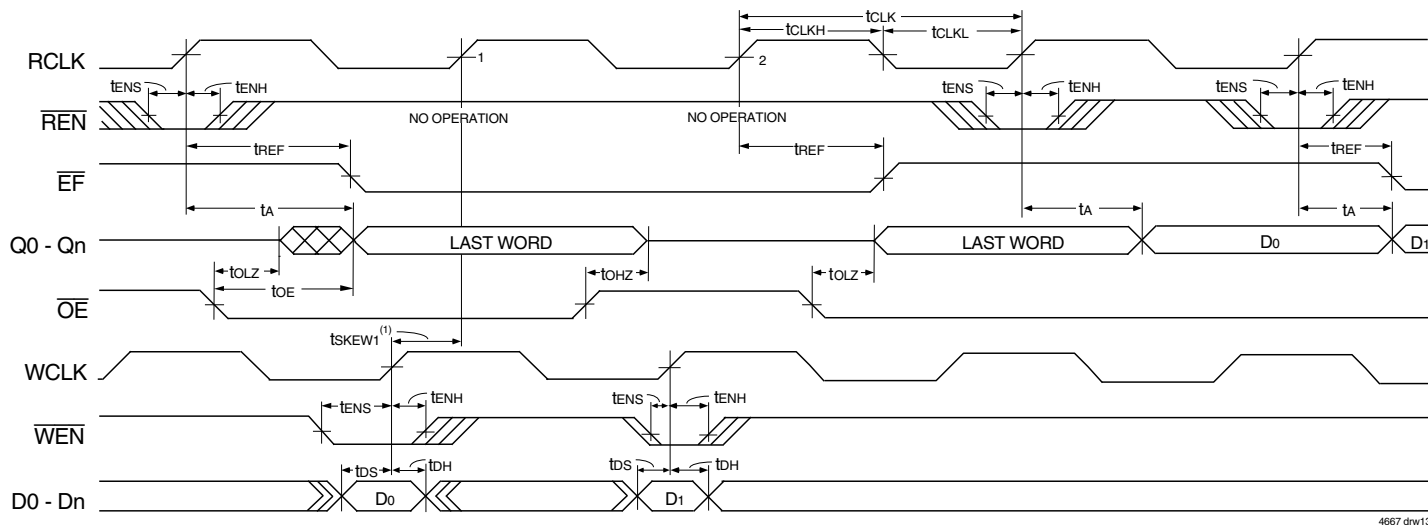 tCLK
tCLKH
tCLKL
RCLK
1
2
tENS
tENH
tENS
tENH
tENS
tENH
REN
NO OPERATION
NO OPERATION
tREF
tREF
tREF
EF
tA
tA
tA
Q0 - Qn
LAST WORD
LAST WORD
D0
D1
tOLZ
tOHZ
tOLZ
tOE
OE
tSKEW1(1)
WCLK
tENS
tENH
tENS
tENH
WEN
tDS
tDH
tDS
tDH
D0 - Dn
D0
D1
4667 drw13